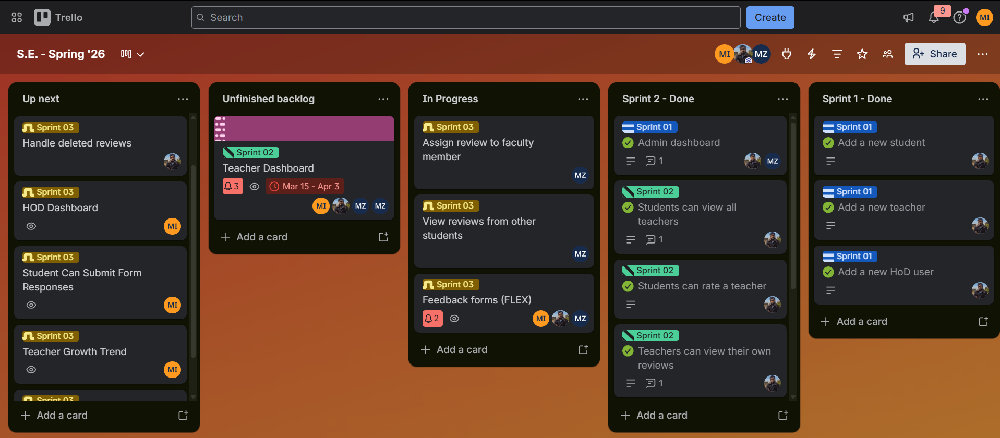 Trello
Search
Create
9
MI
S.E. - Spring '26
MI
MZ
Share
Up next
Sprint 03
Handle deleted reviews
Sprint 03
HOD Dashboard
MI
Sprint 03
Student Can Submit Form
Responses
MI
Sprint 03
Teacher Growth Trend
MI
Sprint 03
Add a card
Unfinished backlog
Sprint 02
Teacher Dashboard
3
Mar 15 - Apr 3
MI
MZ
MZ
Add a card
In Progress
Sprint 03
Assign review to faculty
member
MZ
Sprint 03
View reviews from other
students
MZ
Sprint 03
Feedback forms (FLEX)
2
MI
MZ
Add a card
Sprint 2 - Done
Sprint 01
Admin dashboard
1
MZ
Sprint 02
Students can view all
teachers
1
Sprint 02
Students can rate a teacher
Sprint 02
Teachers can view their own
reviews
1
Add a card
Sprint 1 - Done
Sprint 01
Add a new student
Sprint 01
Add a new teacher
Sprint 01
Add a new HoD user
Add a card